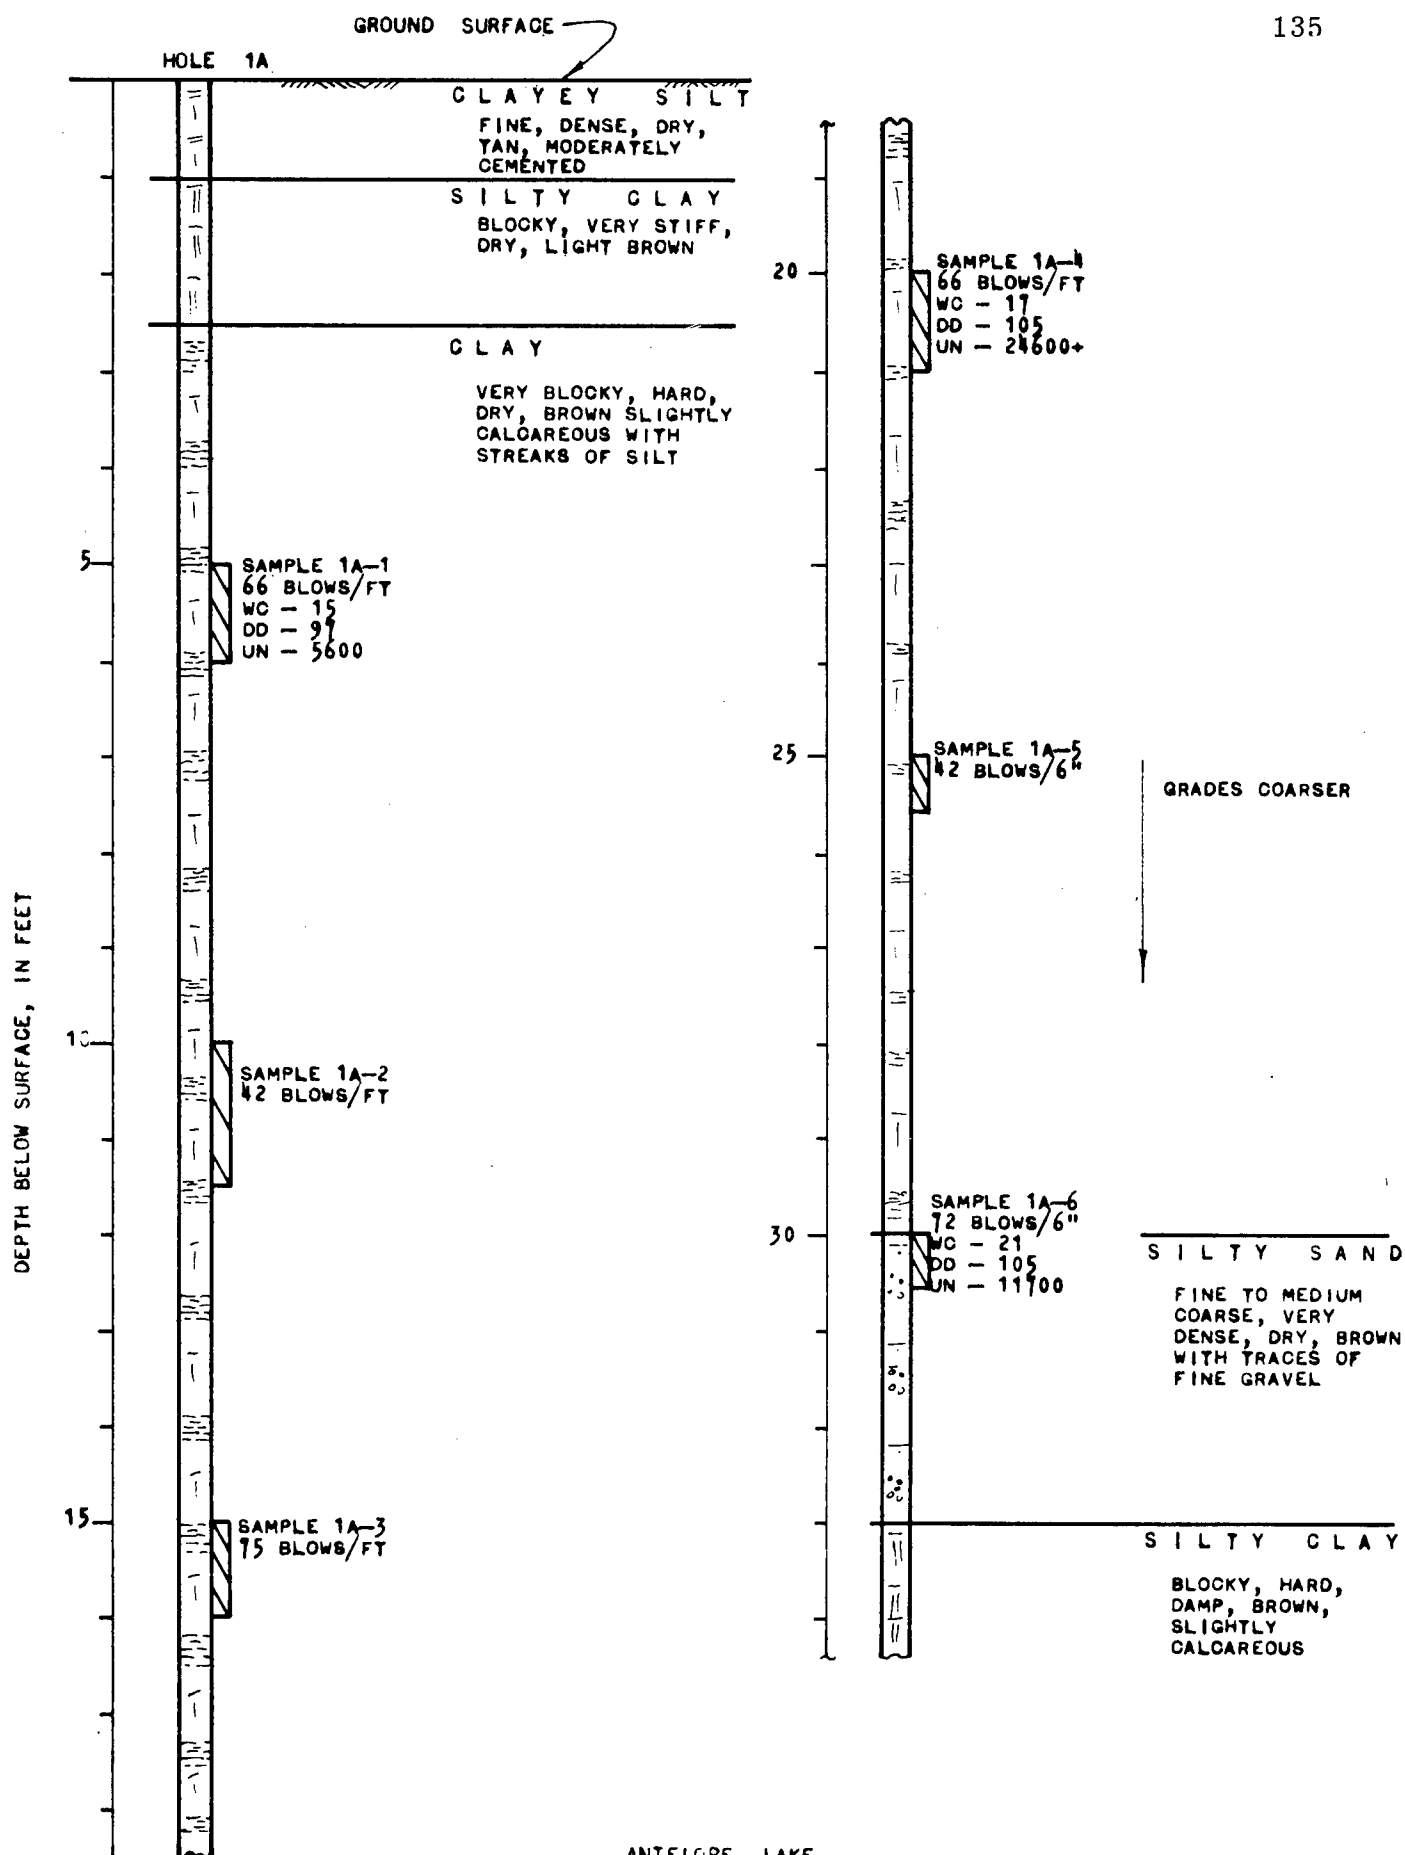 135
GROUND SURFACE
HOLE 1A
CLAYEY SILT
FINE, DENSE, DRY,
TAN, MODERATELY
CEMENTED
SILTY CLAY
BLOCKY, VERY STIFF,
DRY, LIGHT BROWN
CLAY
VERY BLOCKY, HARD,
DRY, BROWN SLIGHTLY
CALCAREOUS WITH
STREAKS OF SILT
DEPTH BELOW SURFACE, IN FEET
5
SAMPLE 1A-1
66 BLOWS/FT
WC - 15
DD - 97
UN - 5600
10
SAMPLE 1A-2
42 BLOWS/FT
15
SAMPLE 1A-3
75 BLOWS/FT
20
SAMPLE 1A-4
66 BLOWS/FT
WC - 17
DD - 105
UN - 24600+
25
SAMPLE 1A-5
42 BLOWS/6"
GRADES COARSER
30
SAMPLE 1A-6
72 BLOWS/6"
WC - 21
DD - 105
UN - 11700
SILTY SAND
FINE TO MEDIUM
COARSE, VERY
DENSE, DRY, BROWN
WITH TRACES OF
FINE GRAVEL
SILTY CLAY
BLOCKY, HARD,
DAMP, BROWN,
SLIGHTLY
CALCAREOUS
ANTELOPE LAKE